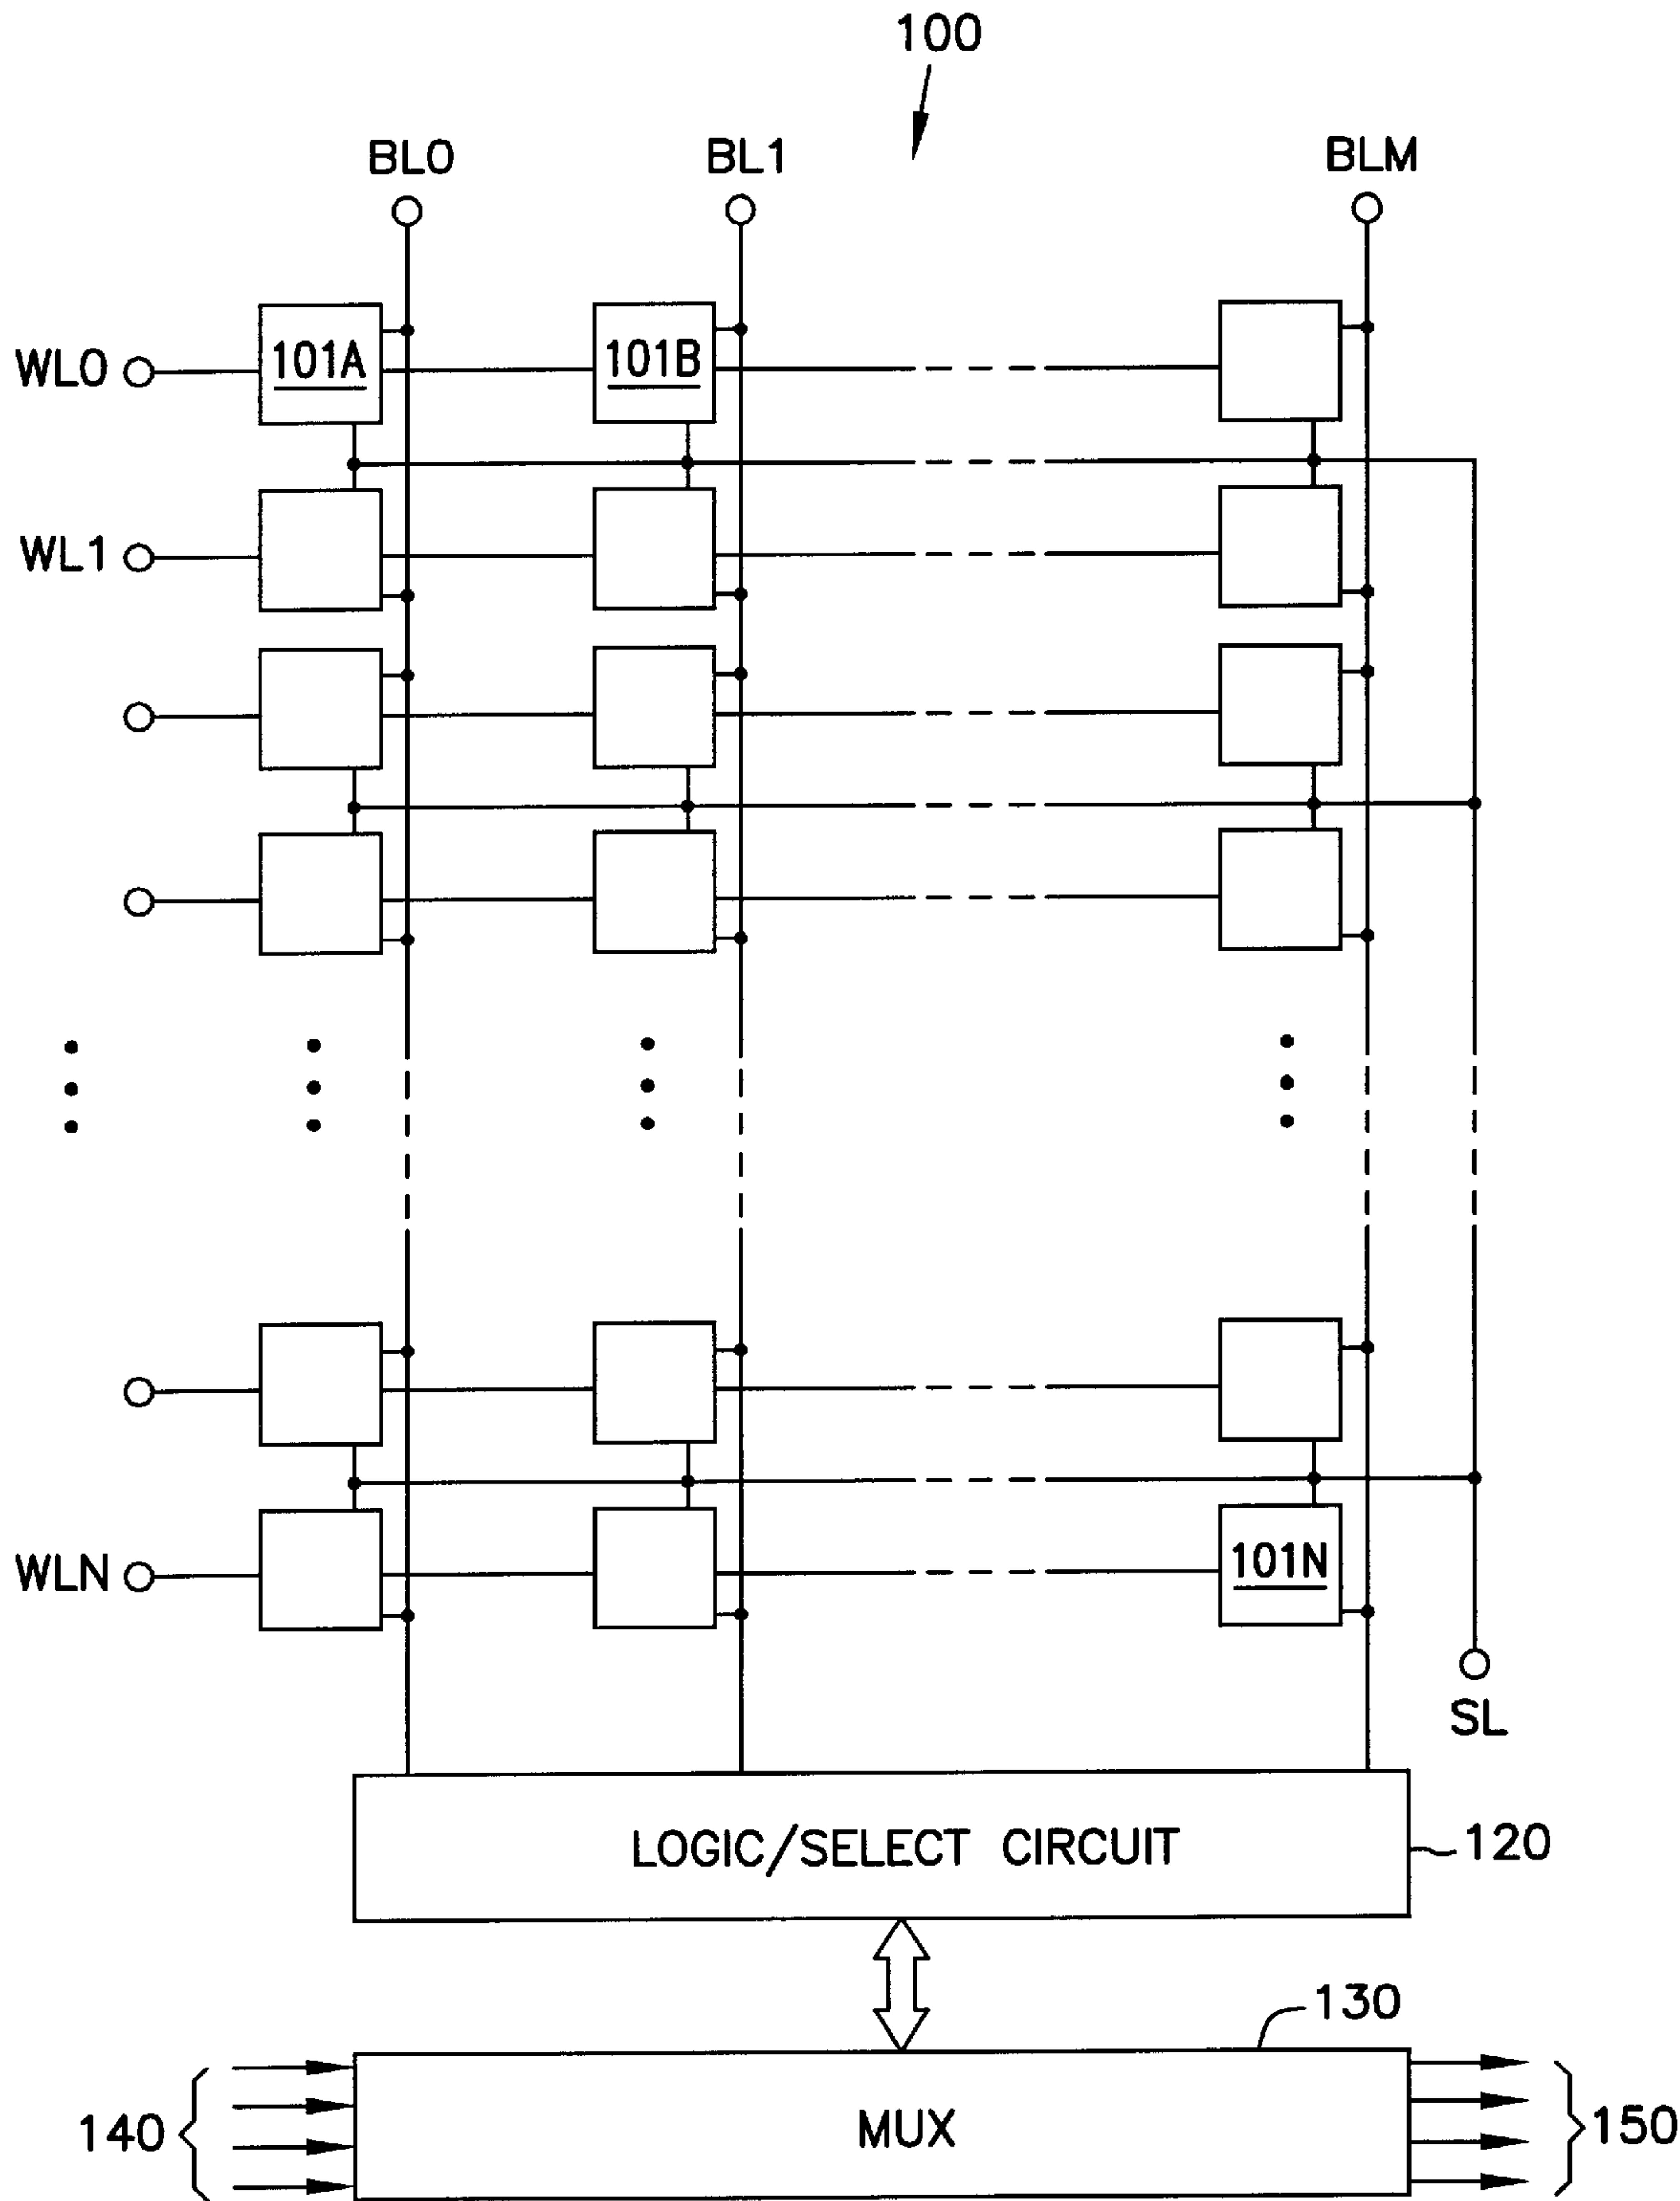 100
BL0 BL1 BLM
WL0 101A 101B
WL1
WLN 101N
SL
LOGIC/SELECT CIRCUIT 120
130
140 MUX 150